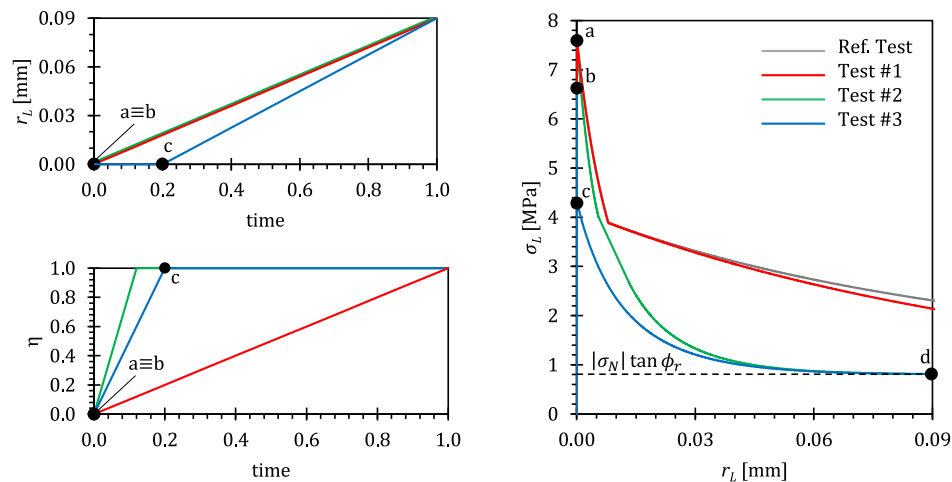 0.09
0.06
0.03
0.00
r_L [mm]
a≡b
c
0.0 0.2 0.4 0.6 0.8 1.0
time
1.0
0.8
0.6
0.4
0.2
0.0
η
c
a≡b
0.0 0.2 0.4 0.6 0.8 1.0
time
8
7
6
5
4
3
2
1
0
σ_L [MPa]
a
b
c
d
Ref. Test
Test #1
Test #2
Test #3
|σ_N| tan ϕ_r
0.00 0.03 0.06 0.09
r_L [mm]